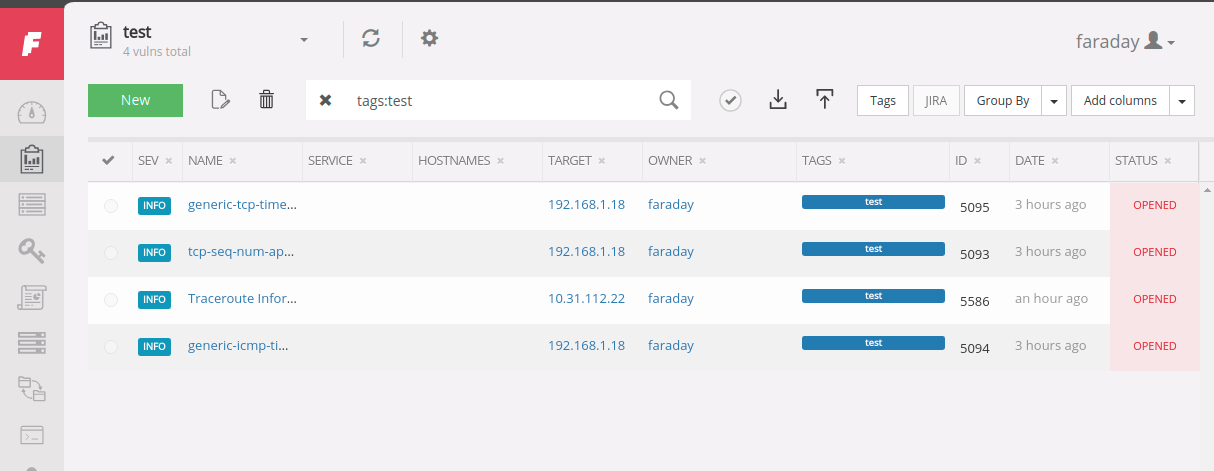 F
test
4 vulns total
faraday
New
tags:test
Tags
JIRA
Group By
Add columns
SEV NAME SERVICE HOSTNAMES TARGET OWNER TAGS ID DATE STATUS
INFO generic-tcp-time... 192.168.1.18 faraday test 5095 3 hours ago OPENED
INFO tcp-seq-num-ap... 192.168.1.18 faraday test 5093 3 hours ago OPENED
INFO Traceroute Infor... 10.31.112.22 faraday test 5586 an hour ago OPENED
INFO generic-icmp-ti... 192.168.1.18 faraday test 5094 3 hours ago OPENED